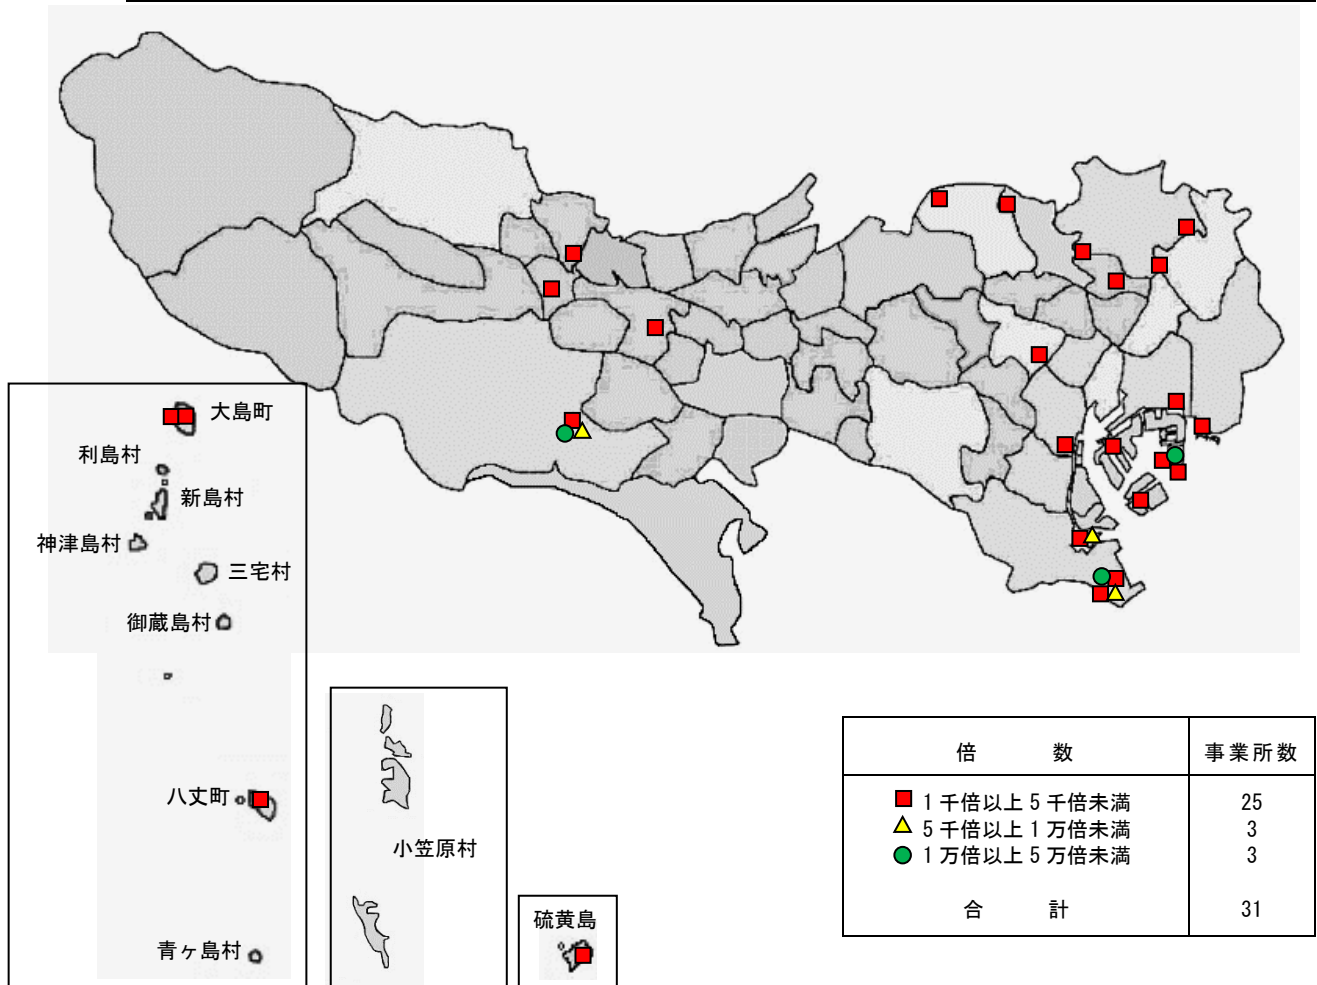 大島町
利島村
新島村
神津島村
三宅村
御蔵島村
八丈町
青ヶ島村
小笠原村
硫黄島
倍　　数　事業所数
1千倍以上5千倍未満　25
5千倍以上1万倍未満　3
1万倍以上5万倍未満　3
合　　計　31